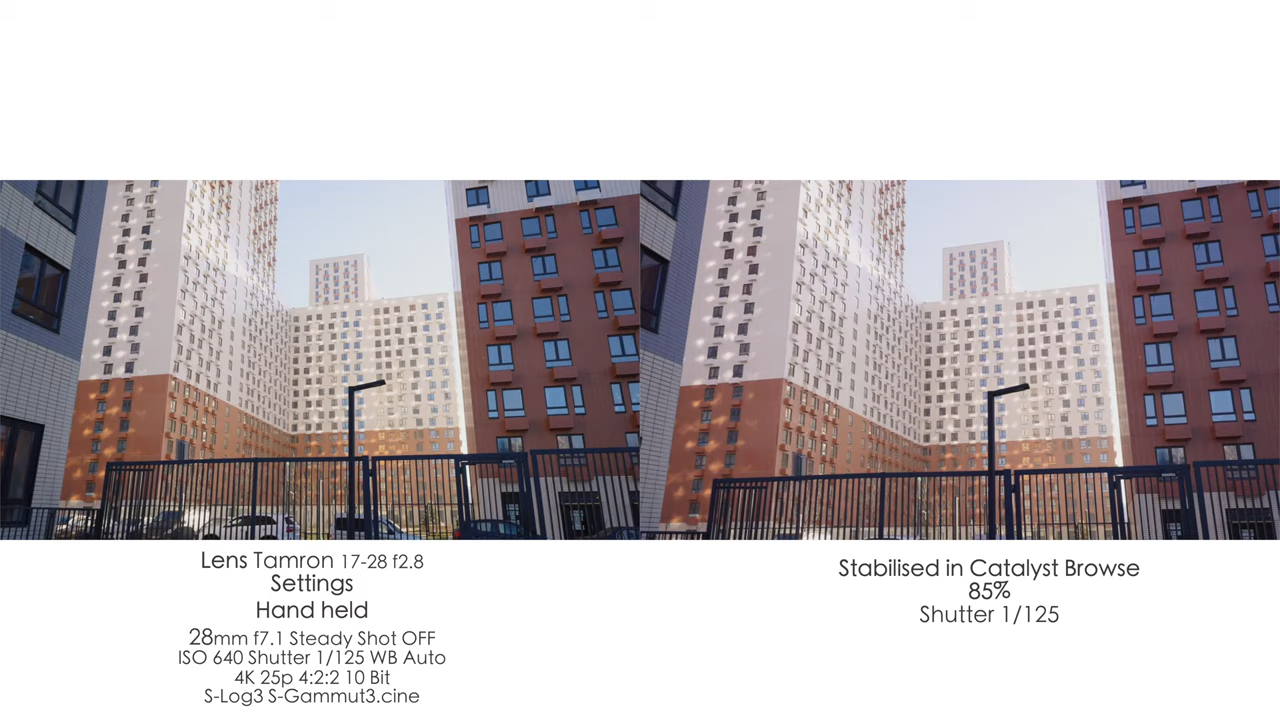 Lens Tamron 17-28 f2.8
Settings
Hand held
28mm f7.1 Steady Shot OFF
ISO 640 Shutter 1/125 WB Auto
4K 25p 4:2:2 10 Bit
S-Log3 S-Gammut3.cine
Stabilised in Catalyst Browse
85%
Shutter 1/125